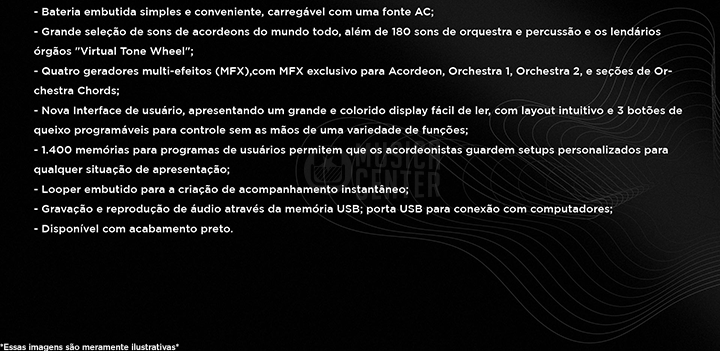 - Bateria embutida simples e conveniente, carregável com uma fonte AC;
- Grande seleção de sons de acordeons do mundo todo, além de 180 sons de orquestra e percussão e os lendários
órgãos "Virtual Tone Wheel";
- Quatro geradores multi-efeitos (MFX),com MFX exclusivo para Acordeon, Orchestra 1, Orchestra 2, e seções de Or-
chestra Chords;
- Nova Interface de usuário, apresentando um grande e colorido display fácil de ler, com layout intuitivo e 3 botões de
queixo programáveis para controle sem as mãos de uma variedade de funções;
- 1.400 memórias para programas de usuários permitem que os acordeonistas guardem setups personalizados para
qualquer situação de apresentação;
MUSICAL
CENTER
- Looper embutido para a criação de acompanhamento instantâneo;
- Gravação e reprodução de áudio através da memória USB; porta USB para conexão com computadores;
- Disponível com acabamento preto.
*Essas imagens são meramente ilustrativas*